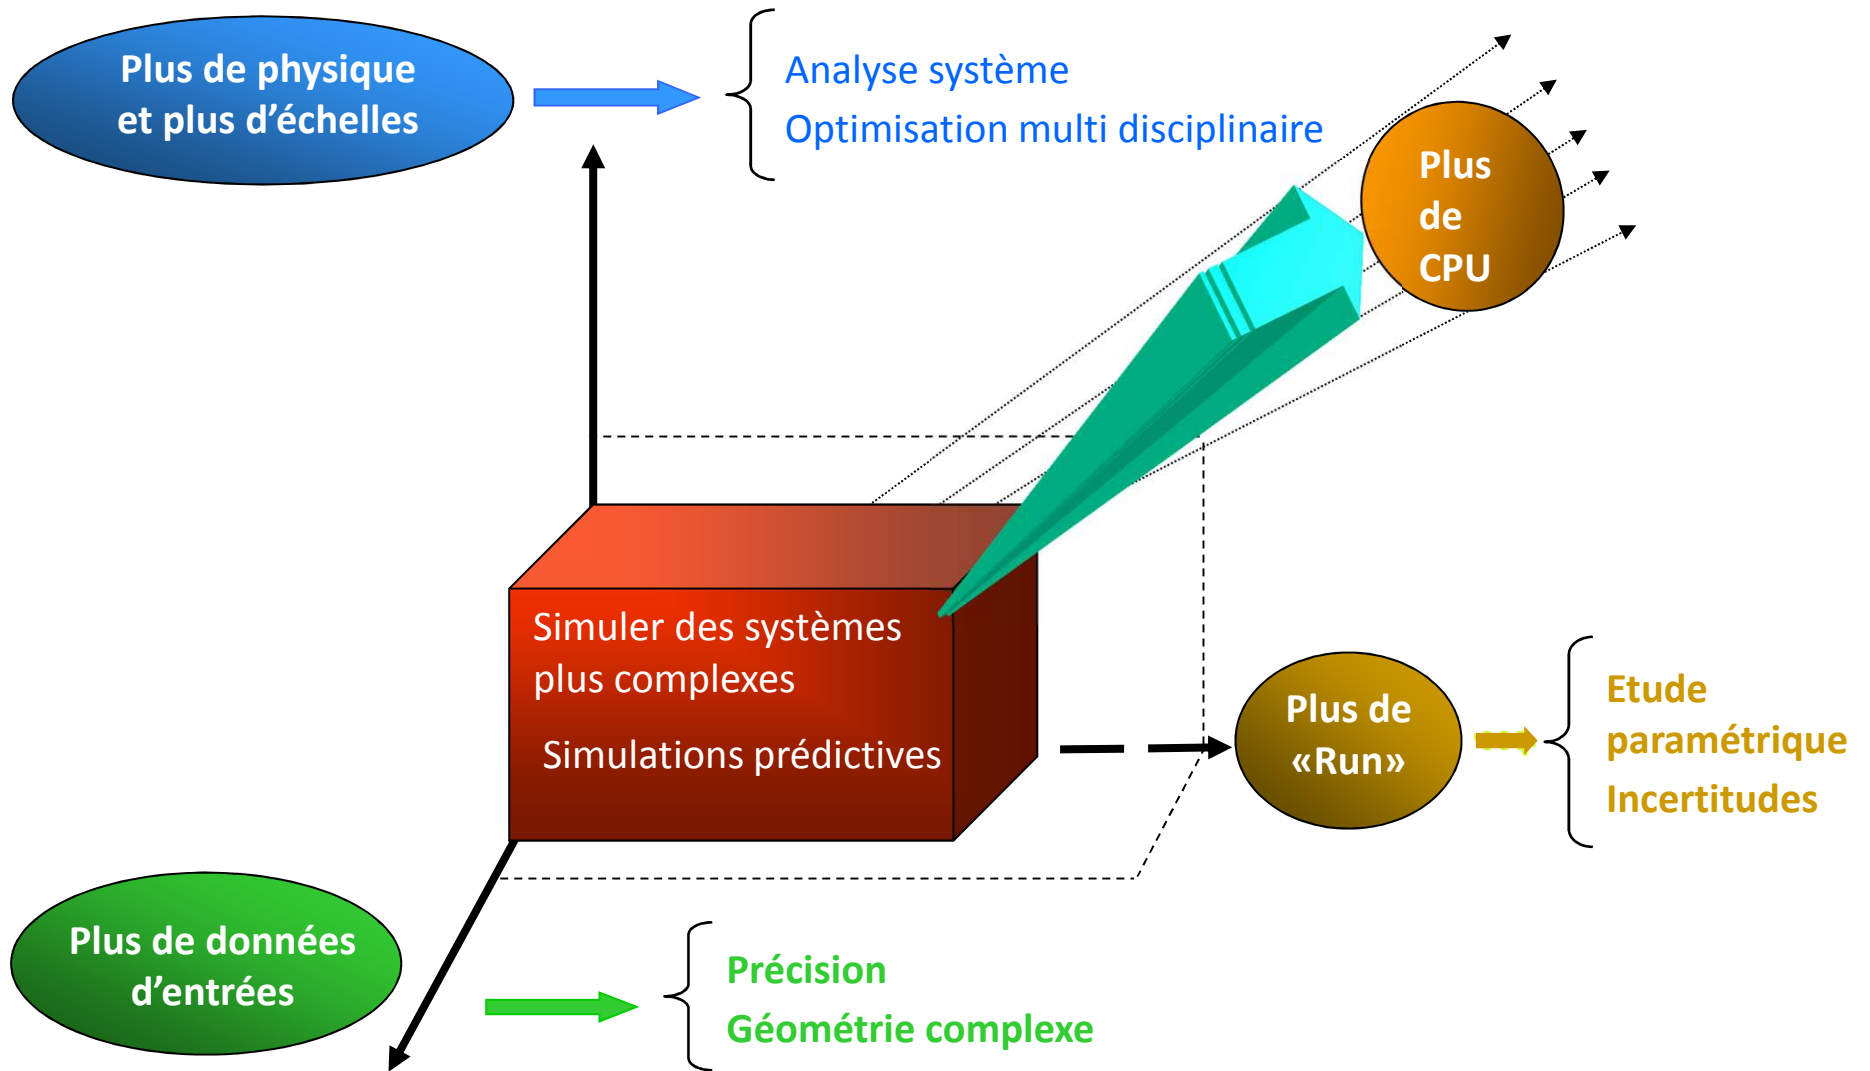 Plus de physique
et plus d’échelles
Analyse système
Optimisation multi disciplinaire
Plus
de
CPU
Simuler des systèmes
plus complexes
Simulations prédictives
Plus de
«Run»
Etude
paramétrique
Incertitudes
Plus de données
d’entrées
Précision
Géométrie complexe